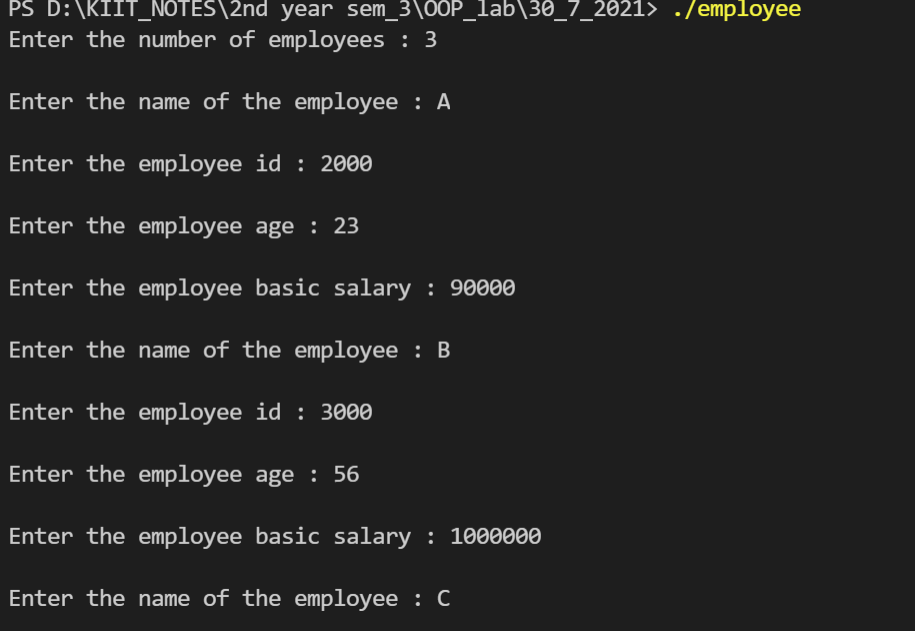 PS D:\KIIT_NOTES\2nd year sem_3\OOP_lab\30_7_2021> ./employee
Enter the number of employees : 3
Enter the name of the employee : A
Enter the employee id : 2000
Enter the employee age : 23
Enter the employee basic salary : 90000
Enter the name of the employee : B
Enter the employee id : 3000
Enter the employee age : 56
Enter the employee basic salary : 1000000
Enter the name of the employee : C